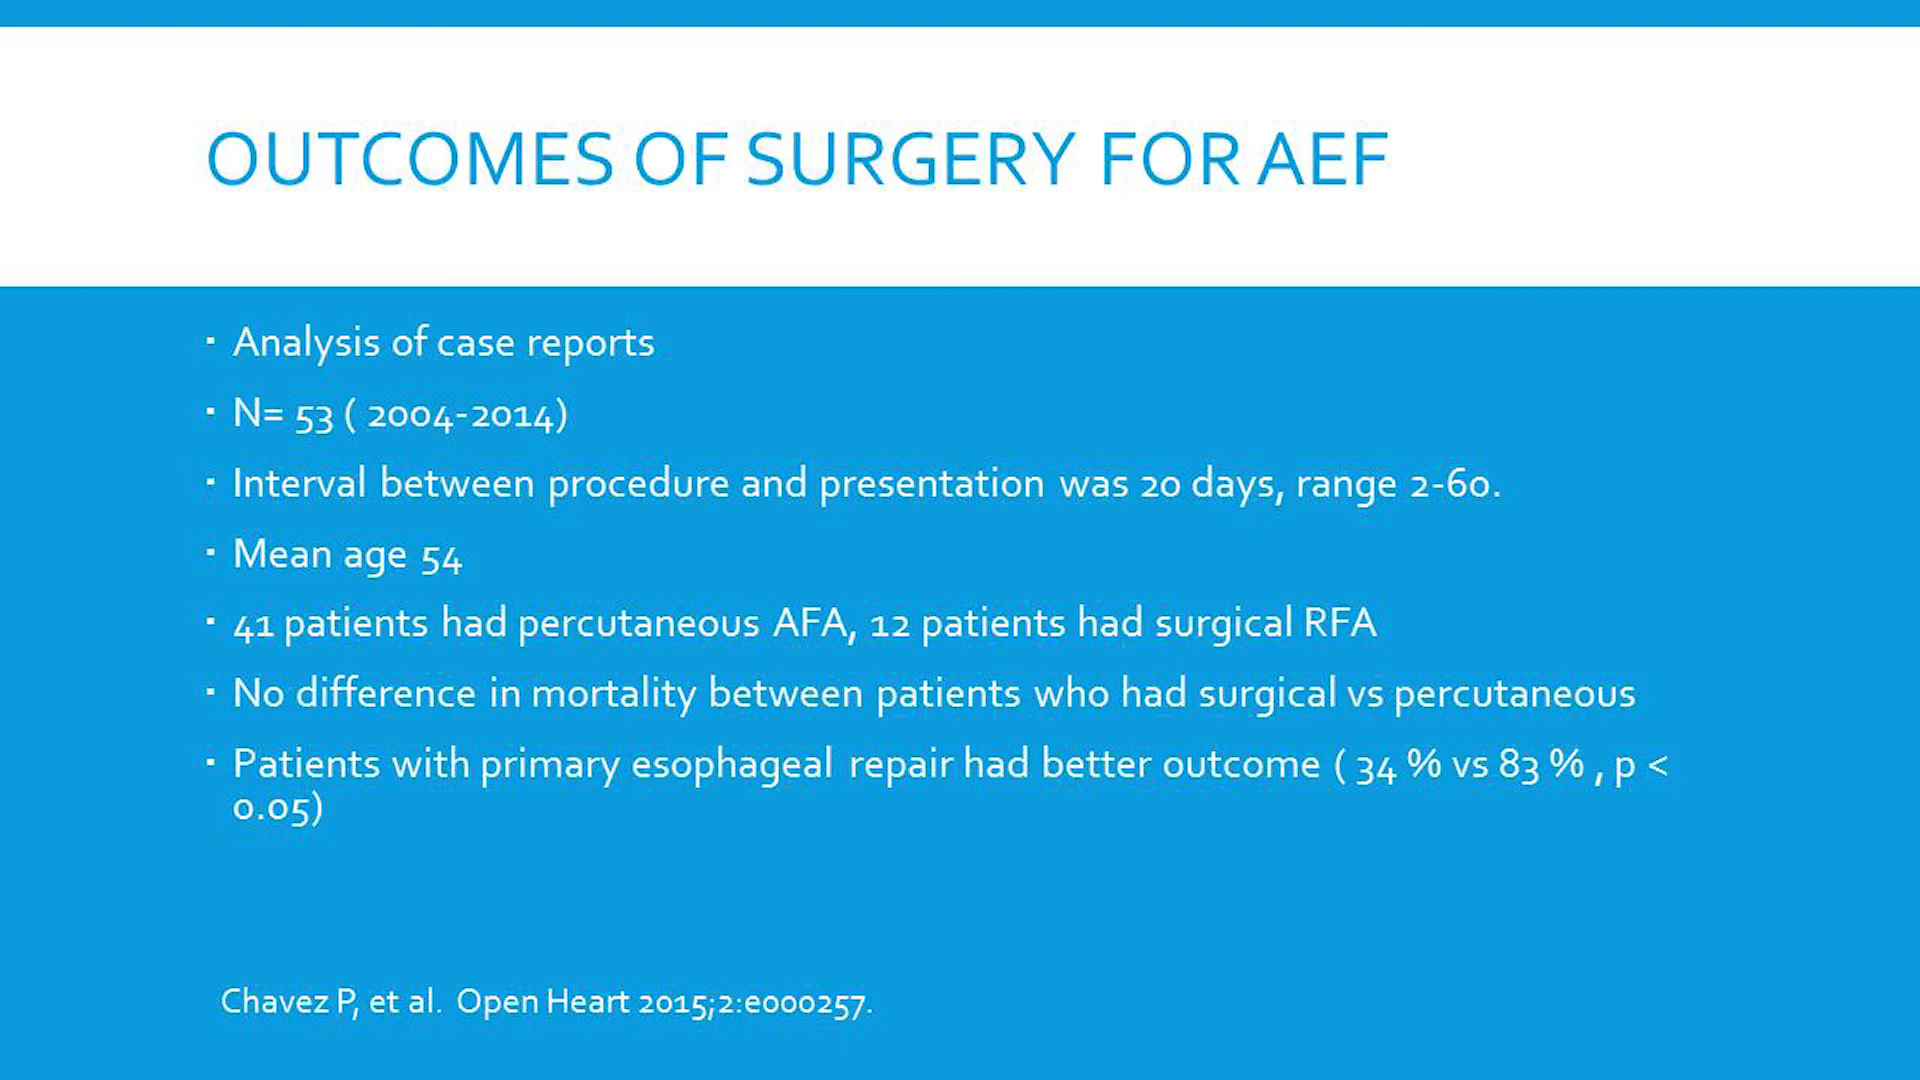 OUTCOMES OF SURGERY FOR AEF
▪ Analysis of case reports
▪ N= 53 ( 2004-2014)
▪ Interval between procedure and presentation was 20 days, range 2-60.
▪ Mean age 54
▪ 41 patients had percutaneous AFA, 12 patients had surgical RFA
▪ No difference in mortality between patients who had surgical vs percutaneous
▪ Patients with primary esophageal repair had better outcome ( 34 % vs 83 % , p <
0.05)
Chavez P, et al. Open Heart 2015;2:e000257.